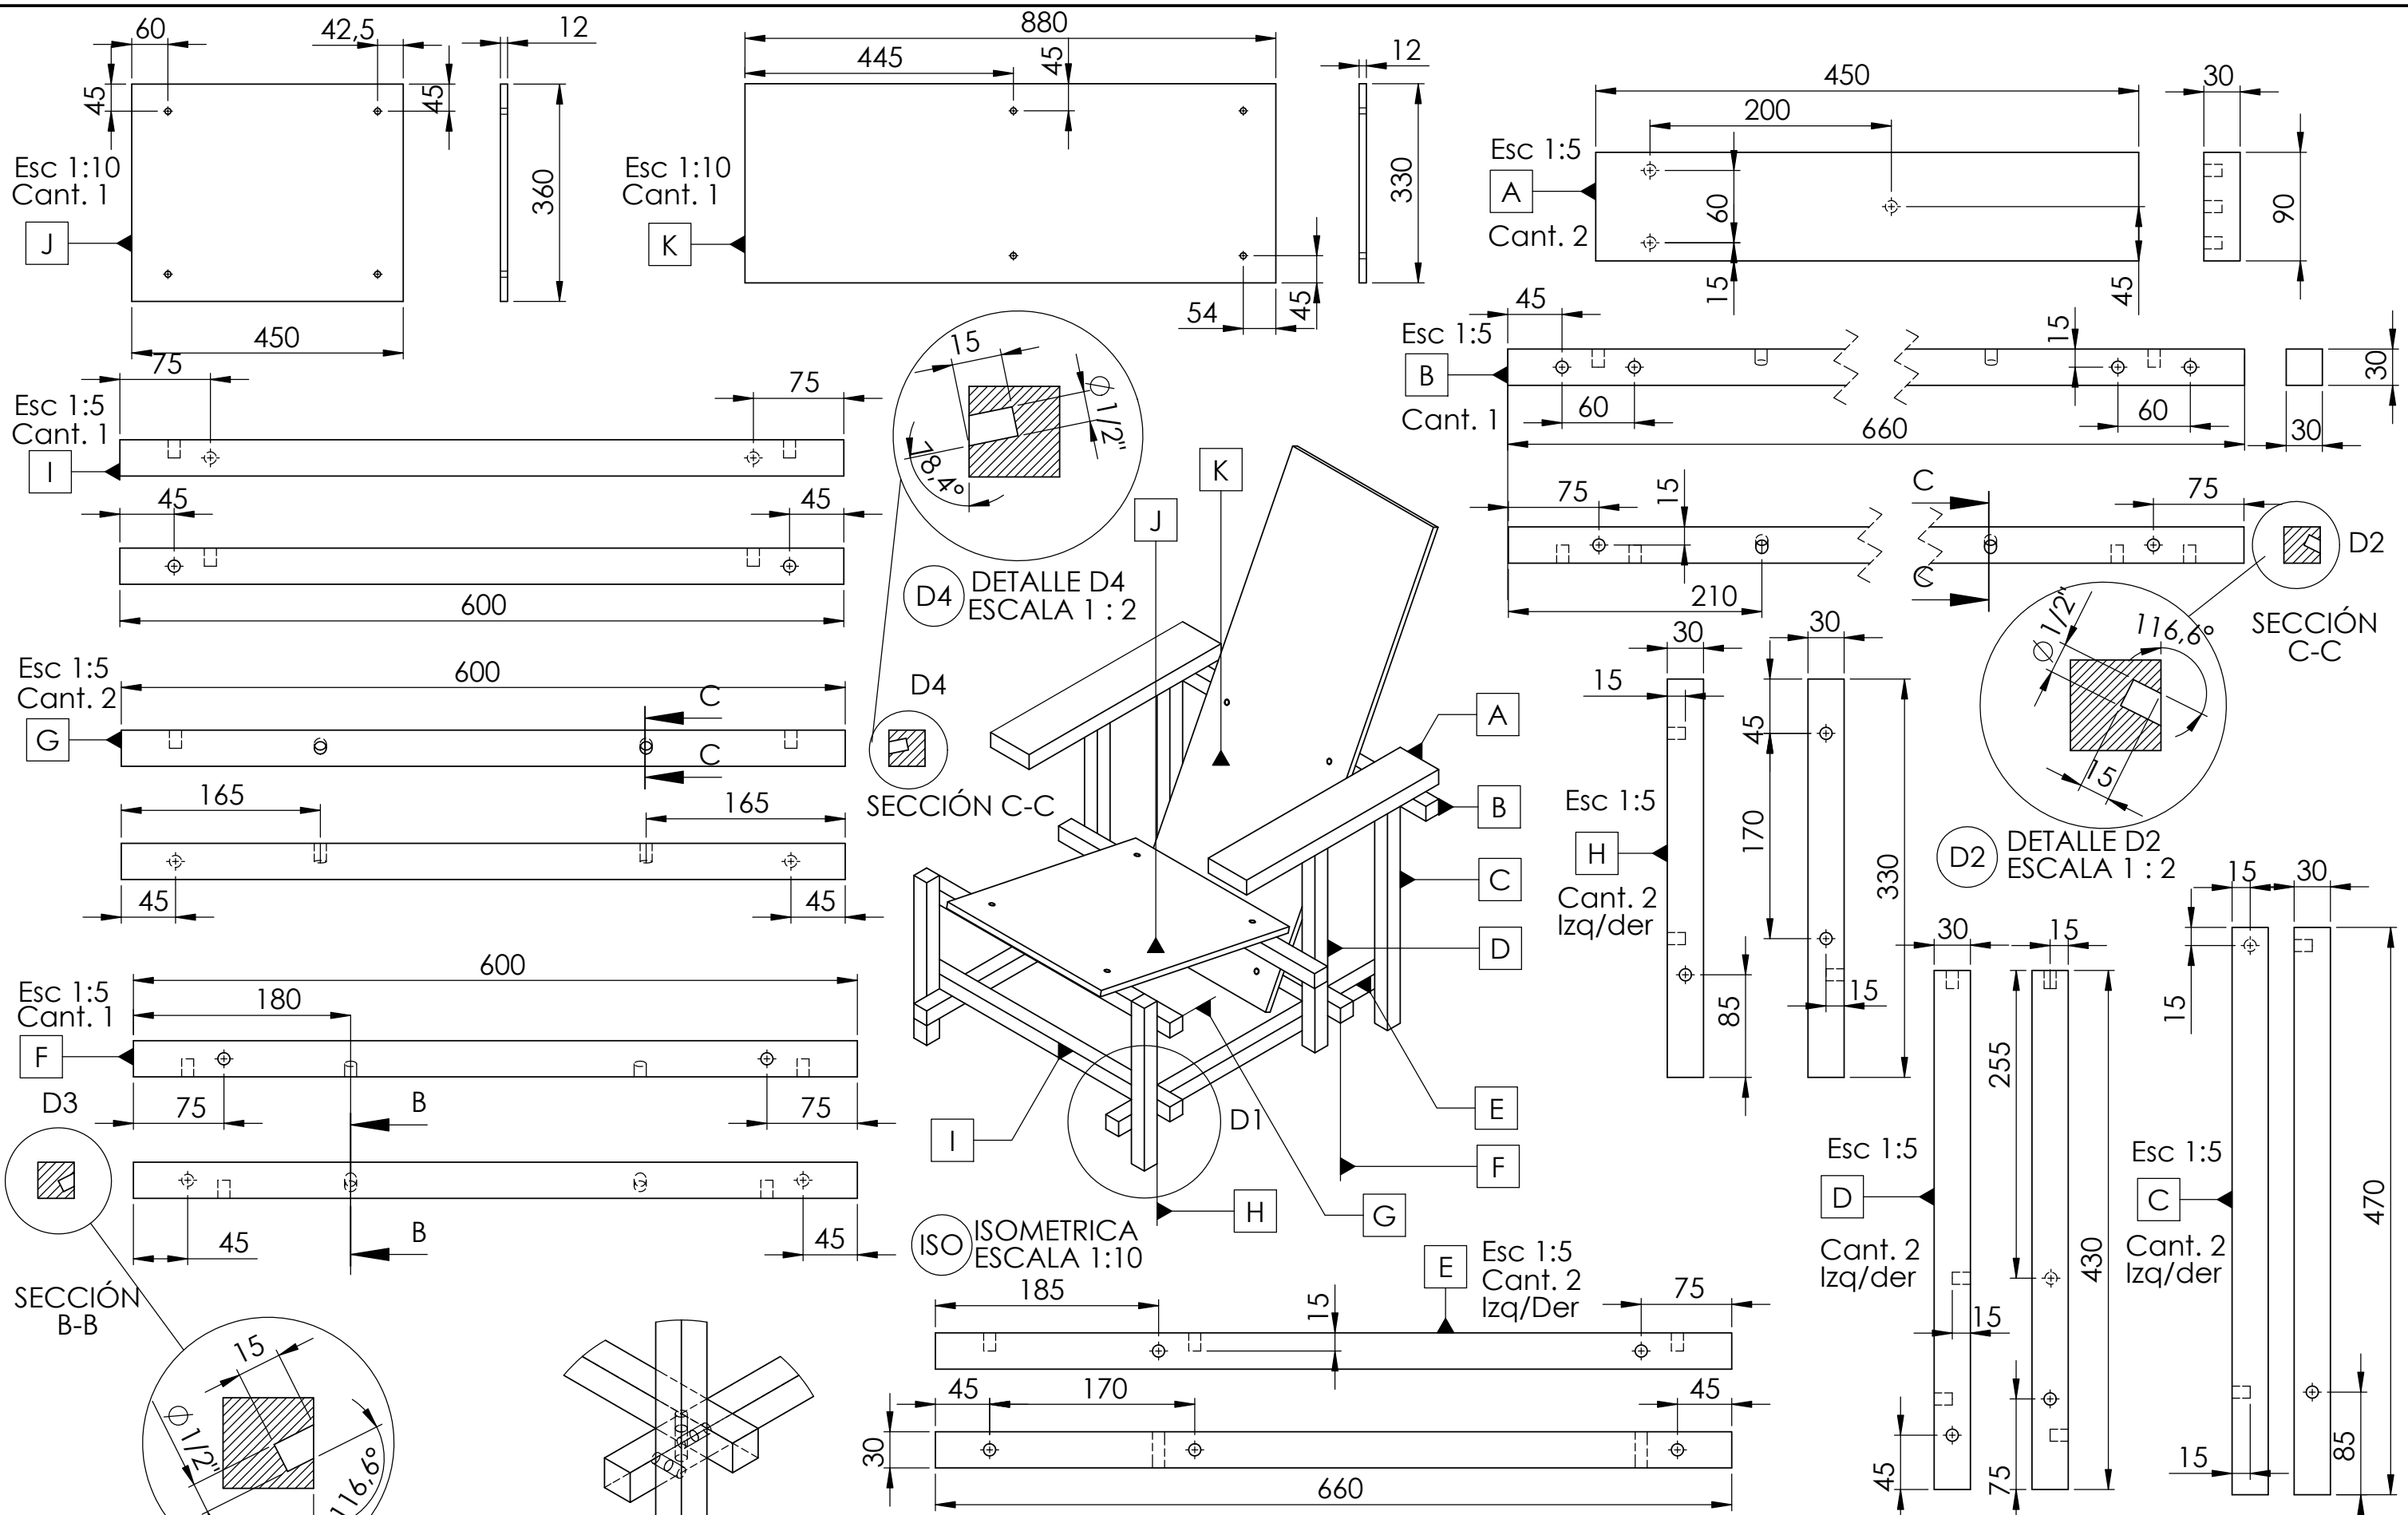 60
42,5
12
45
45
Esc 1:10
Cant. 1
J
360
450
880
445
45
12
Esc 1:10
Cant. 1
K
330
54
45
450
30
200
Esc 1:5
A
Cant. 2
60
15
45
90
45
Esc 1:5
B
Cant. 1
15
30
60
60
660
30
75
15
C
75
C
210
D2
SECCIÓN
C-C
75
75
Esc 1:5
Cant. 1
I
45
45
600
15
∅1/2"
78,4°
D4
DETALLE D4
ESCALA 1 : 2
Esc 1:5
Cant. 2
G
600
C
C
165
165
45
45
D4
SECCIÓN C-C
K
J
A
B
C
D
E
F
G
H
I
D1
ISO
ISOMETRICA
ESCALA 1:10
30
30
15
45
170
330
Esc 1:5
H
Cant. 2
Izq/der
85
15
∅1/2"
116,6°
15
D2
DETALLE D2
ESCALA 1 : 2
600
Esc 1:5
Cant. 1
180
F
75
B
75
D3
45
B
45
SECCIÓN
B-B
15
∅1/2"
116,6°
E
Esc 1:5
Cant. 2
Izq/Der
185
15
75
45
170
45
30
660
30
15
255
430
Esc 1:5
D
Cant. 2
Izq/der
15
45
75
15
30
15
Esc 1:5
C
Cant. 2
Izq/der
470
15
85